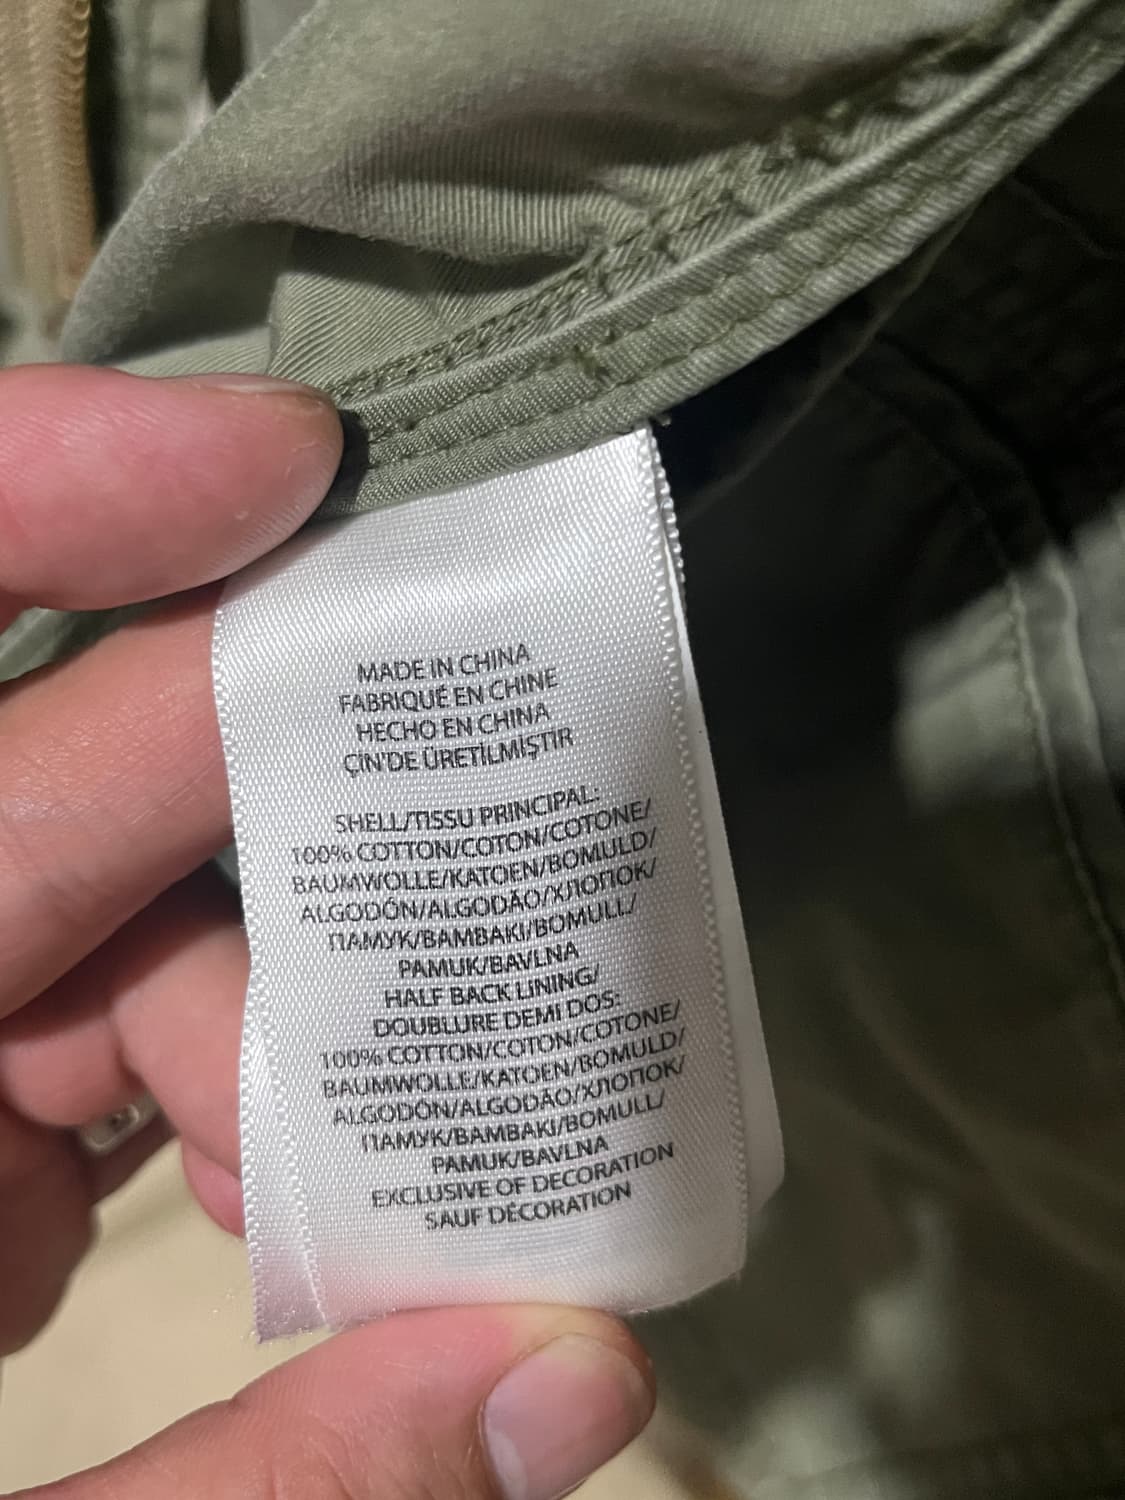 MADE IN CHINA
FABRIQUÉ EN CHINE
HECHO EN CHINA
ÇİN'DE ÜRETİLMİŞTİR
SHELL/TISSU PRINCIPAL:
100% COTTON/COTON/COTONE/
BAUMWOLLE/KATOEN/BOMULD/
ALGODÓN/ALGODÃO/ХЛОПОК/
ПАМУК/BAMBAKI/BOMULL/
PAMUK/BAVLNA
HALF BACK LINING/
DOUBLURE DEMI DOS:
100% COTTON/COTON/COTONE/
BAUMWOLLE/KATOEN/BOMULD/
ALGODÓN/ALGODÃO/ХЛОПОК/
ПАМУК/BAMBAKI/BOMULL/
PAMUK/BAVLNA
EXCLUSIVE OF DECORATION
SAUF DÉCORATION